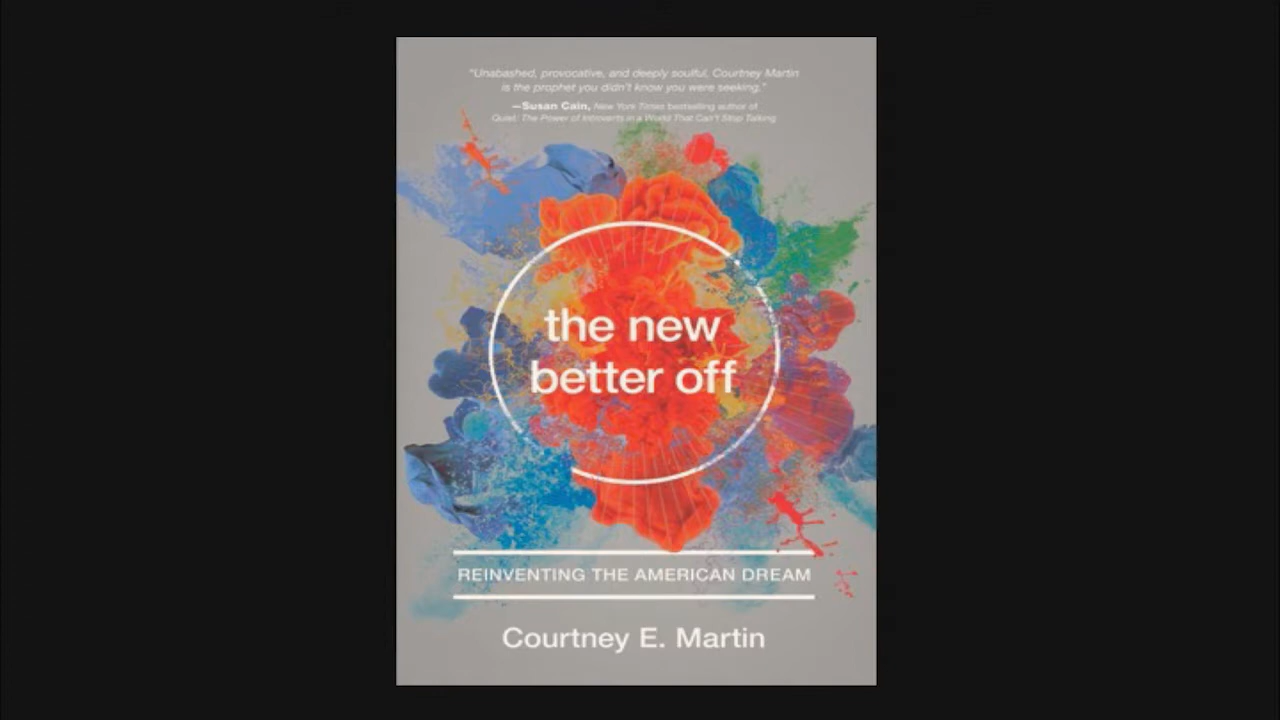 "Unabashed, provocative, and deeply soulful, Courtney Martin
is the prophet you didn't know you were seeking."
—Susan Cain, New York Times bestselling author of
Quiet: The Power of Introverts in a World That Can't Stop Talking
the new
better off
REINVENTING THE AMERICAN DREAM
Courtney E. Martin